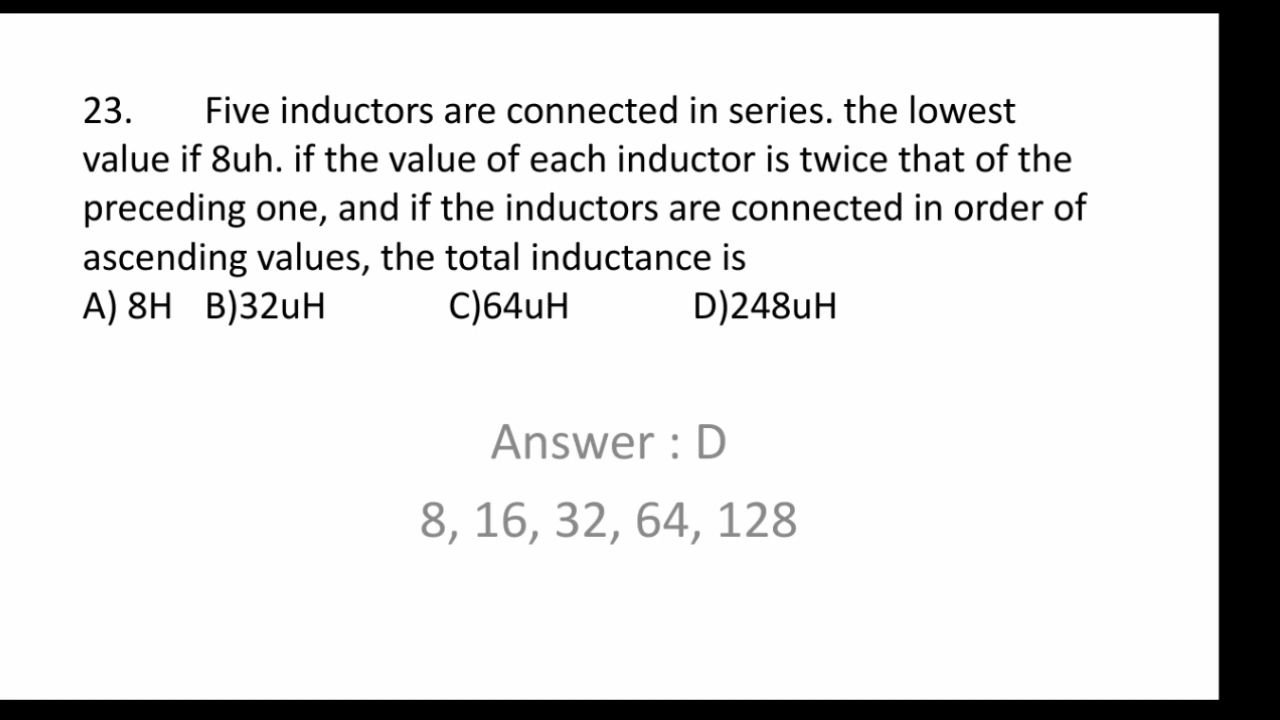 23. Five inductors are connected in series. the lowest
value if 8uh. if the value of each inductor is twice that of the
preceding one, and if the inductors are connected in order of
ascending values, the total inductance is
A) 8H B)32uH C)64uH D)248uH
Answer : D
8, 16, 32, 64, 128